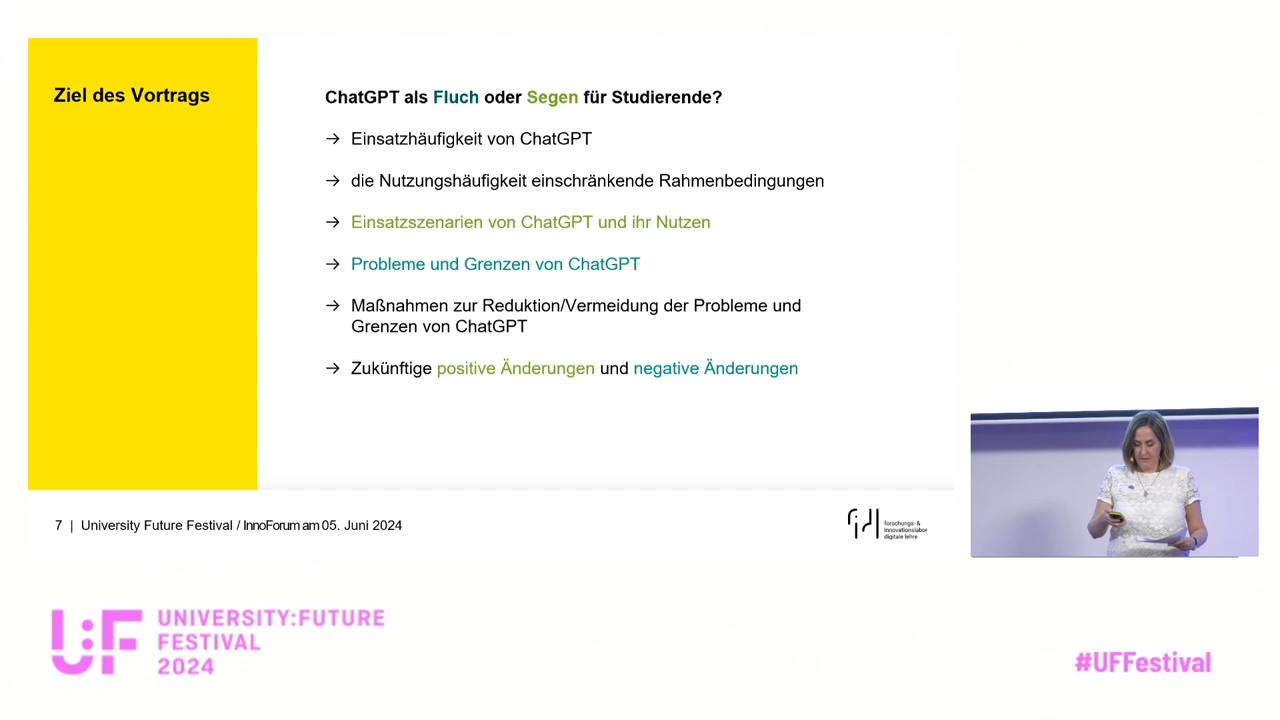 Ziel des Vortrags
ChatGPT als Fluch oder Segen für Studierende?
→ Einsatzhäufigkeit von ChatGPT
→ die Nutzungshäufigkeit einschränkende Rahmenbedingungen
→ Einsatzszenarien von ChatGPT und ihr Nutzen
→ Probleme und Grenzen von ChatGPT
→ Maßnahmen zur Reduktion/Vermeidung der Probleme und
Grenzen von ChatGPT
→ Zukünftige positive Änderungen und negative Änderungen
7 | University Future Festival / InnoForum am 05. Juni 2024
fidl
forschungs- &
innovationslabor
digitale lehre
U:F
UNIVERSITY:FUTURE
FESTIVAL
2024
#UFFestival